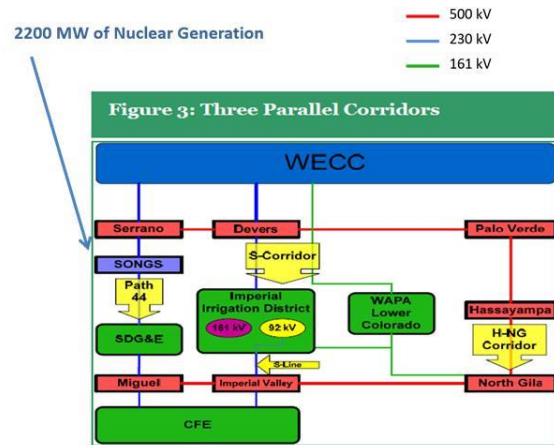 2200 MW of Nuclear Generation
500 kV
230 kV
161 kV
Figure 3: Three Parallel Corridors
WECC
Serrano
Devers
Palo Verde
SONGS
S-Corridor
Path
44
Imperial
Irrigation District
161 kV
92 kV
WAPA
Lower
Colorado
Hassayampa
H-NG
Corridor
SDG&E
S-Line
Miguel
Imperial Valley
North Gila
CFE